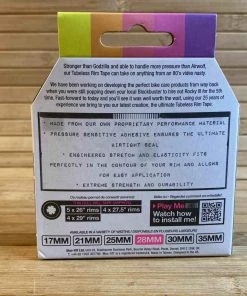 Stronger than Godzilla and able to handle more pressure than Airwolf,
our Tubeless Rim Tape can take on anything from an 80's video nasty.
We have been working on developing the perfect bike care products from way back
when you were still popping down your local Blockbuster to hire out Rocky III for the 5th
time. Fast-forward to today and you'll see it was well worth the wait, using our 25 years of
experience we bring to you our latest creation, the ultimate Tubeless Rim Tape.
• MADE FROM OUR OWN PROPRIETARY PERFORMANCE MATERIAL
• PRESSURE SENSITIVE ADHESIVE ENSURES THE ULTIMATE
AIRTIGHT SEAL
• ENGINEERED STRETCH AND ELASTICITY FITS
PERFECTLY IN THE CONTOUR OF YOUR RIM AND ALLOWS
FOR EASY APPLICATION
• EXTREME STRENGTH AND DURABILITY
5 x 26" rims
4 x 27.5" rims
4 x 29" rims
Play Me
Watch how
to install!
17MM
21MM
25MM
28MM
30MM
35MM